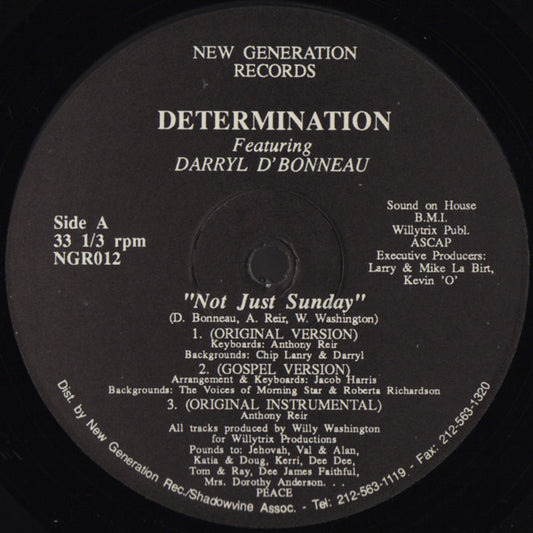 NEW GENERATION
RECORDS
DETERMINATION
Featuring
DARRYL D'BONNEAU
Side A
33 1/3 rpm
NGR012
Sound on House
B.M.I.
Willytrix Publ.
ASCAP
Executive Producers:
Larry & Mike La Birt,
Kevin 'O'
"Not Just Sunday"
(D. Bonneau, A. Reir, W. Washington)
1. (ORIGINAL VERSION)
Keyboards: Anthony Reir
Backgrounds: Chip Lanry & Darryl
2. (GOSPEL VERSION)
Arrangement & Keyboards: Jacob Harris
Backgrounds: The Voices of Morning Star & Roberta Richardson
3. (ORIGINAL INSTRUMENTAL)
Anthony Reir
All tracks produced by Willy Washington
for Willytrix Productions
Pounds to: Jehovah, Val & Alan,
Katia & Doug, Kerri, Dee Dee,
Tom & Ray, Dee James Faithful,
Mrs. Dorothy Anderson. . .
PEACE
Dist. by New Generation Rec./Shadowvine Assoc. - Tel: 212-563-1119 - Fax: 212-563-1320